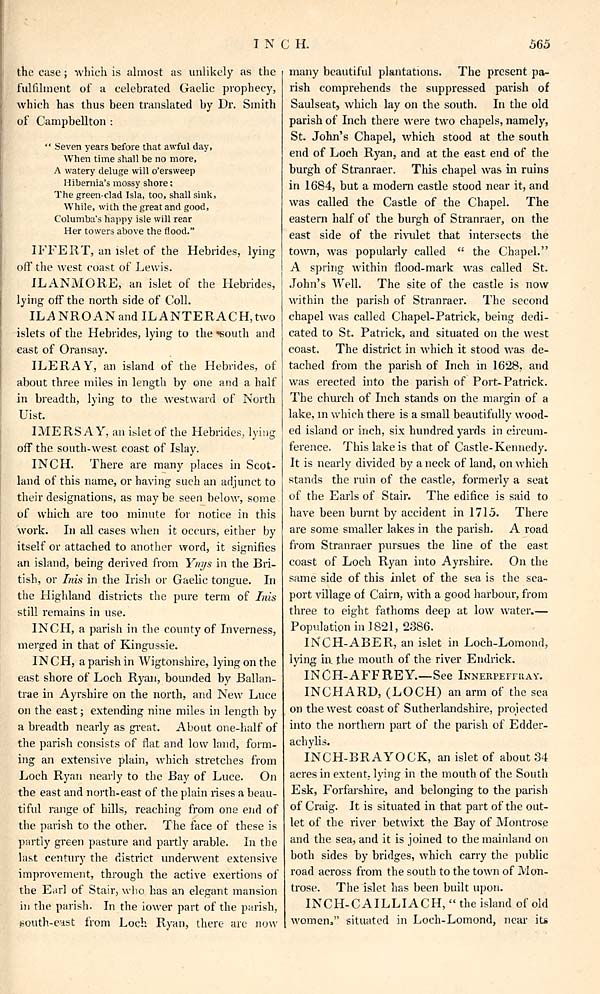 INCH.
565
the case; which is almost as unlikely as the
fulfilment of a celebrated Gaelic prophecy,
which has thus been translated by Dr. Smith
of Campbellton:
“ Seven years before that awful day,
When time shall be no more,
A watery deluge will o'ersweep
Hibernia's mossy shore;
The green-clad Isla, too, shall sink,
While, with the great and good,
Columba's happy isle will rear
Her towers above the flood.”
IFFERT, an islet of the Hebrides, lying
off the west coast of Lewis.
ILANMORE, an islet of the Hebrides,
lying off the north side of Coll.
ILANROAN and ILANTERACH, two
islets of the Hebrides, lying to the south and
east of Oransay.
ILERAY, an island of the Hebrides, of
about three miles in length by one and a half
in breadth, lying to the westward of North
Uist.
IMERSAY, an islet of the Hebrides, lying
off the south-west coast of Islay.
INCH. There are many places in Scot-
land of this name, or having such an adjunct to
their designations, as may be seen below, some
of which are too minute for notice in this
work. In all cases when it occurs, either by
itself or attached to another word, it signifies
an island, being derived from Ynys in the Bri-
tish, or Inis in the Irish or Gaelic tongue. In
the Highland districts the pure term of Inis
still remains in use.
INCH, a parish in the county of Inverness,
merged in that of Kingussie.
INCH, a parish in Wigtonshire, lying on the
east shore of Loch Ryan, bounded by Ballan-
trae in Ayrshire on the north, and New Luce
on the east; extending nine miles in length by
a breadth nearly as great. About one-half of
the parish consists of flat and low land, form-
ing an extensive plain, which stretches from
Loch Ryan nearly to the Bay of Luce. On
the east and north-east of the plain rises a beau-
tiful range of hills, reaching from one end of
the parish to the other. The face of these is
partly green pasture and partly arable. In the
last century the district underwent extensive
improvement, through the active exertions of
the Earl of Stair, who has an elegant mansion
in the parish. In the lower part of the parish,
south-east from Loch Ryan, there are now
many beautiful plantations. The present pa-
rish comprehends the suppressed parish of
Saulseat, which lay on the south. In the old
parish of Inch there were two chapels, namely,
St. John's Chapel, which stood at the south
end of Loch Ryan, and at the east end of the
burgh of Stranraer. This chapel was in ruins
in 1684, but a modern castle stood near it, and
was called the Castle of the Chapel. The
eastern half of the burgh of Stranraer, on the
east side of the rivulet that intersects the
town, was popularly called “ the Chapel.”
A spring within flood-mark was called St.
John's Well. The site of the castle is now
within the parish of Stranraer. The second
chapel was called Chapel-Patrick, being dedi-
cated to St. Patrick, and situated on the west
coast. The district in which it stood was de-
tached from the parish of Inch in 1628, and
was erected into the parish of Port-Patrick.
The church of Inch stands on the margin of a
lake, in which there is a small beautifully wood-
ed island or inch, six hundred yards in circum-
ference. This lake is that of Castle-Kennedy.
It is nearly divided by a neck of land, on which
stands the ruin of the castle, formerly a seat
of the Earls of Stair. The edifice is said to
have been burnt by accident in 1715. There
are some smaller lakes in the parish. A road
from Stranraer pursues the line of the east
coast of Loch Ryan into Ayrshire. On the
same side of this inlet of the sea is the sea-
port village of Cairn, with a good harbour, from
three to eight fathoms deep at low water.—
Population in 1821, 2386.
INCH-ABER, an islet in Loch-Lomond,
lying in the mouth of the river Endrick.
INCH-AFFREY.—See INNERPEFFRAY.
INCHARD, (LOCH) an arm of the sea
on the west coast of Sutherlandshire, projected
into the northern part of the parish of Edder-
achylis.
INCH-BRAYOCK, an islet of about 34
acres in extent, lying in the mouth of the South
Esk, Forfarshire, and belonging to the parish
of Craig. It is situated in that part of the out-
let of the river betwixt the Bay of Montrose
and the sea, and it is joined to the mainland on
both sides by bridges, which carry the public
road across from the south to the town of Mon-
trose. The islet has been built upon.
INCH-CAILLIACH, “ the island of old
women,” situated in Loch-Lomond, near its